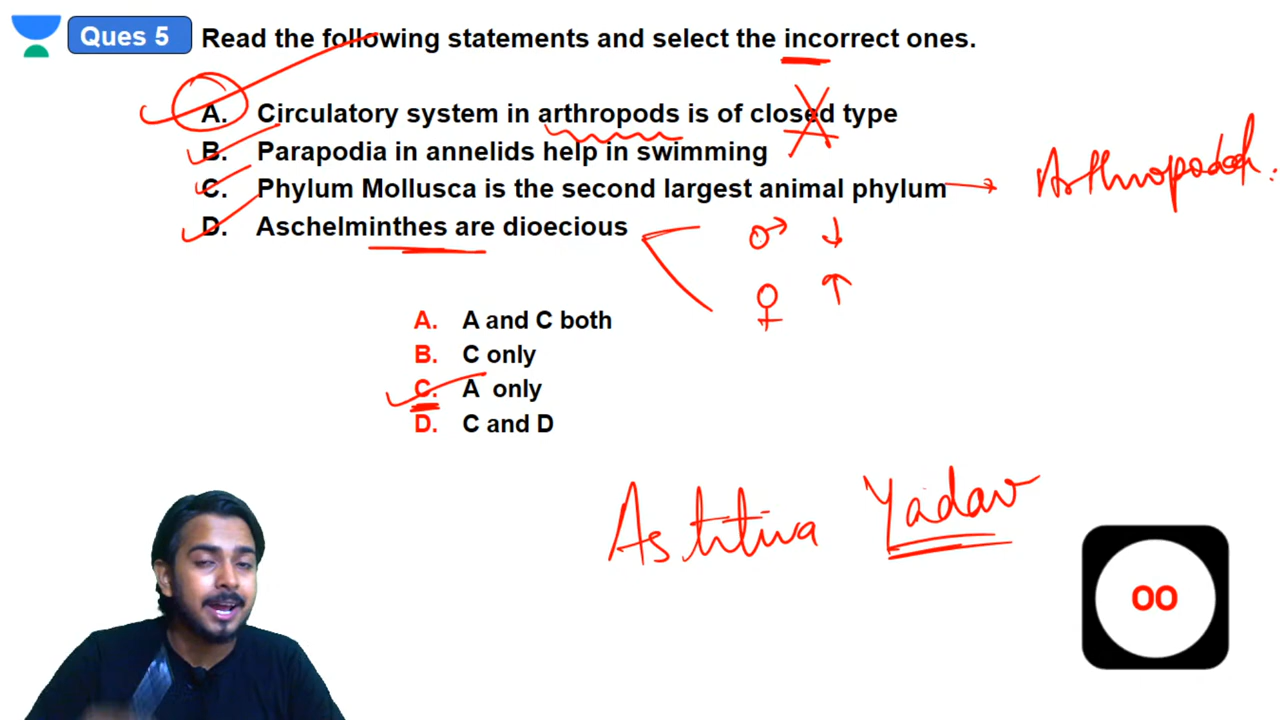 Ques 5 Read the following statements and select the incorrect ones.
A. Circulatory system in arthropods is of closed type
B. Parapodia in annelids help in swimming
C. Phylum Mollusca is the second largest animal phylum
D. Aschelminthes are dioecious
A. A and C both
B. C only
C. A only
D. C and D
Astitwa Yadav
00